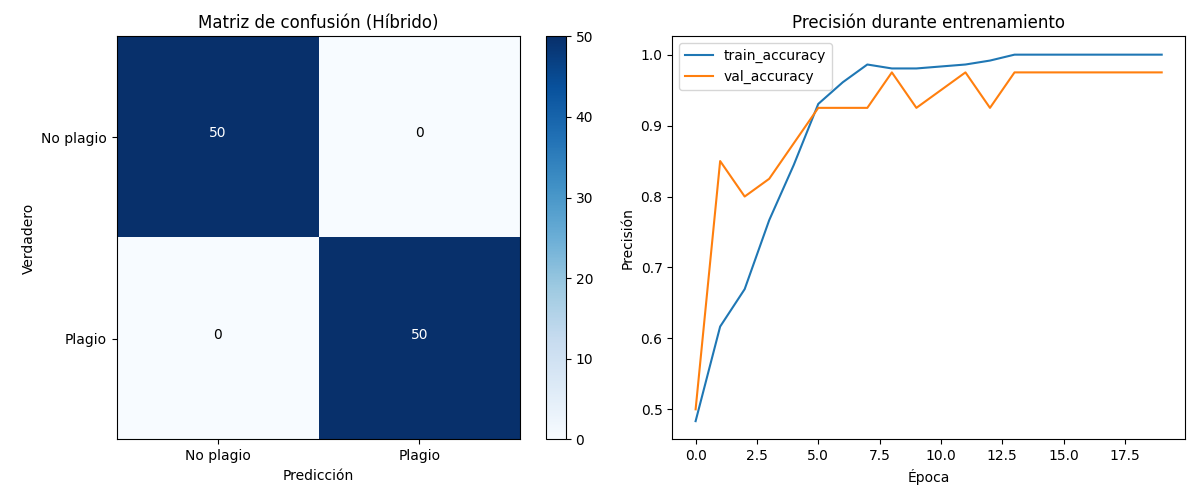 Matriz de confusión (Híbrido)
No plagio
Plagio
Verdadero
50
0
0
50
No plagio
Plagio
Predicción
50
40
30
20
10
0
Precisión durante entrenamiento
train_accuracy
val_accuracy
1.0
0.9
0.8
0.7
0.6
0.5
Precisión
0.0
2.5
5.0
7.5
10.0
12.5
15.0
17.5
Época